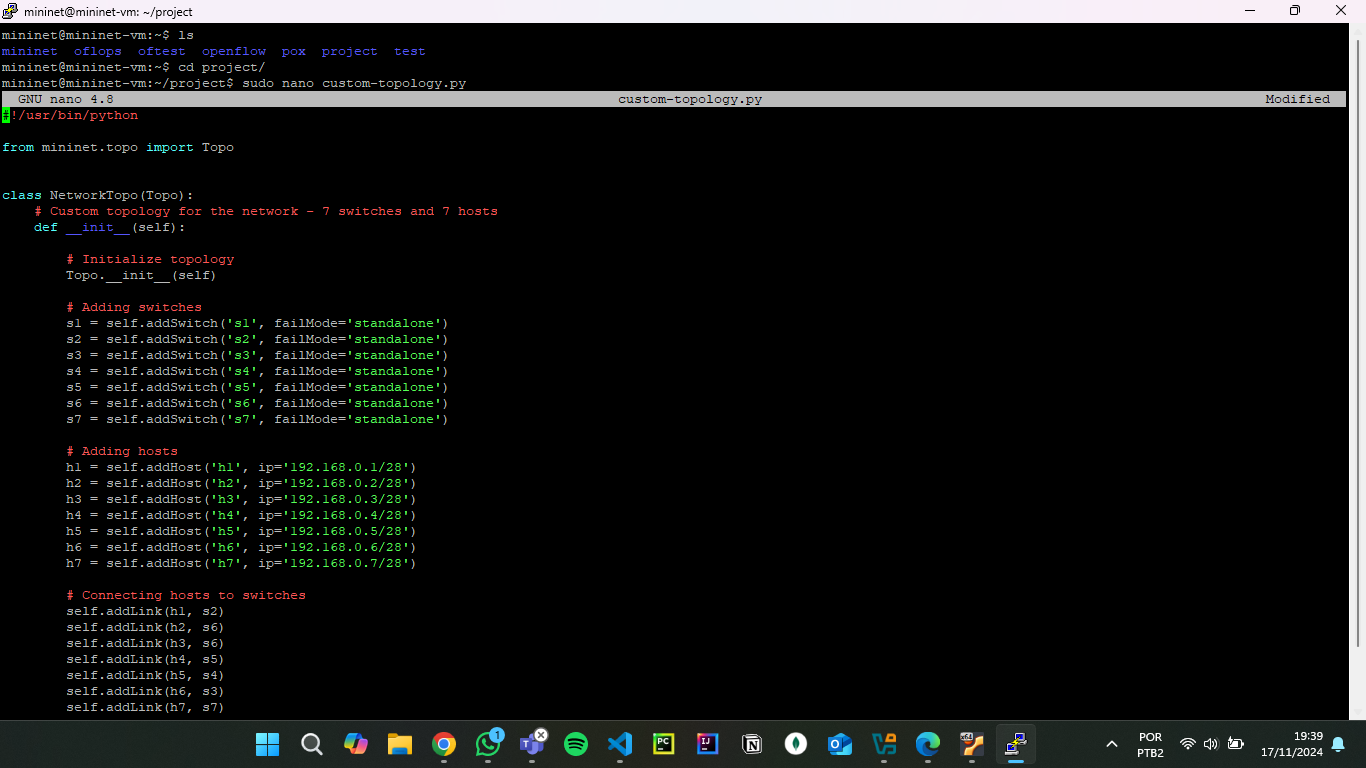 mininet@mininet-vm: ~/project
mininet@mininet-vm:~$ ls
mininet  oflops  oftest  openflow  pox  project  test
mininet@mininet-vm:~$ cd project/
mininet@mininet-vm:~/project$ sudo nano custom-topology.py
GNU nano 4.8 custom-topology.py Modified
#!/usr/bin/python
from mininet.topo import Topo
class NetworkTopo(Topo):
    # Custom topology for the network - 7 switches and 7 hosts
    def __init__(self):
        # Initialize topology
        Topo.__init__(self)
        # Adding switches
        s1 = self.addSwitch('s1', failMode='standalone')
        s2 = self.addSwitch('s2', failMode='standalone')
        s3 = self.addSwitch('s3', failMode='standalone')
        s4 = self.addSwitch('s4', failMode='standalone')
        s5 = self.addSwitch('s5', failMode='standalone')
        s6 = self.addSwitch('s6', failMode='standalone')
        s7 = self.addSwitch('s7', failMode='standalone')
        # Adding hosts
        h1 = self.addHost('h1', ip='192.168.0.1/28')
        h2 = self.addHost('h2', ip='192.168.0.2/28')
        h3 = self.addHost('h3', ip='192.168.0.3/28')
        h4 = self.addHost('h4', ip='192.168.0.4/28')
        h5 = self.addHost('h5', ip='192.168.0.5/28')
        h6 = self.addHost('h6', ip='192.168.0.6/28')
        h7 = self.addHost('h7', ip='192.168.0.7/28')
        # Connecting hosts to switches
        self.addLink(h1, s2)
        self.addLink(h2, s6)
        self.addLink(h3, s6)
        self.addLink(h4, s5)
        self.addLink(h5, s4)
        self.addLink(h6, s3)
        self.addLink(h7, s7)
1
PC
IJ
N
64
POR
PTB2
19:39
17/11/2024